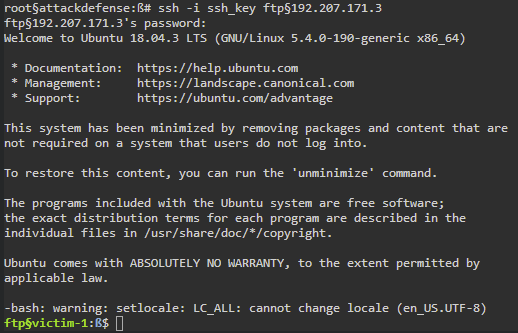 root§attackdefense:ß# ssh -i ssh_key ftp§192.207.171.3
ftp§192.207.171.3's password:
Welcome to Ubuntu 18.04.3 LTS (GNU/Linux 5.4.0-190-generic x86_64)
* Documentation:  https://help.ubuntu.com
* Management:     https://landscape.canonical.com
* Support:        https://ubuntu.com/advantage
This system has been minimized by removing packages and content that are
not required on a system that users do not log into.
To restore this content, you can run the 'unminimize' command.
The programs included with the Ubuntu system are free software;
the exact distribution terms for each program are described in the
individual files in /usr/share/doc/*/copyright.
Ubuntu comes with ABSOLUTELY NO WARRANTY, to the extent permitted by
applicable law.
-bash: warning: setlocale: LC_ALL: cannot change locale (en_US.UTF-8)
ftp§victim-1:ß$